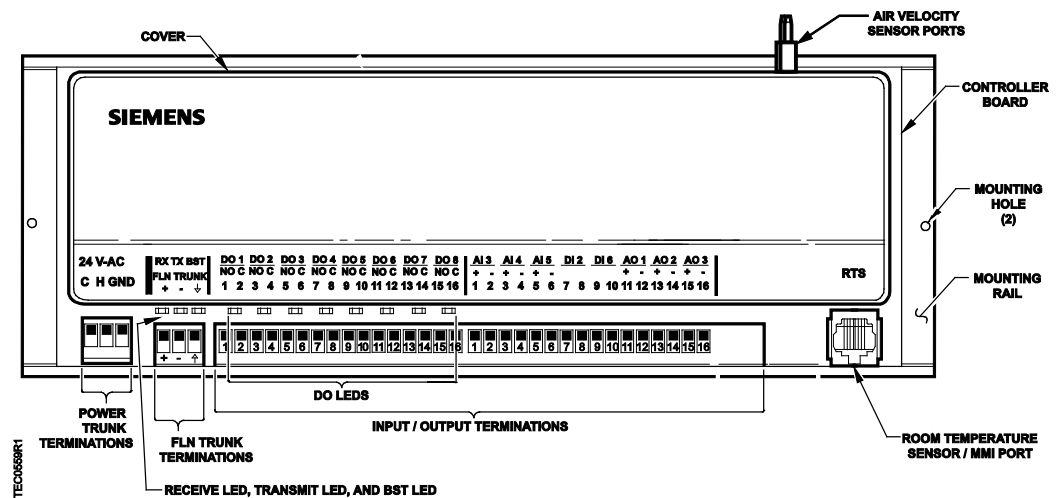 AIR VELOCITY
SENSOR PORTS
COVER
CONTROLLER
BOARD
SIEMENS
MOUNTING
HOLE
(2)
24 V-AC
C H GND
RX TX BST
FLN TRUNK
+ -
DO 1 DO 2 DO 3 DO 4 DO 5 DO 6 DO 7 DO 8
NO C NO C NO C NO C NO C NO C NO C NO C
1 2 3 4 5 6 7 8 9 10 11 12 13 14 15 16
AI 3 AI 4 AI 5 DI 2 DI 6 AO 1 AO 2 AO 3
+ - + - + - + - + - + -
1 2 3 4 5 6 7 8 9 10 11 12 13 14 15 16
RTS
MOUNTING
RAIL
+ -
1 2 3 4 5 6 7 8 9 10 11 12 13 14 15 16
1 2 3 4 5 6 7 8 9 10 11 12 13 14 15 16
DO LEDS
POWER
TRUNK
TERMINATIONS
FLN TRUNK
TERMINATIONS
INPUT / OUTPUT TERMINATIONS
ROOM TEMPERATURE
SENSOR / MMI PORT
RECEIVE LED, TRANSMIT LED, AND BST LED
TEC0559R1